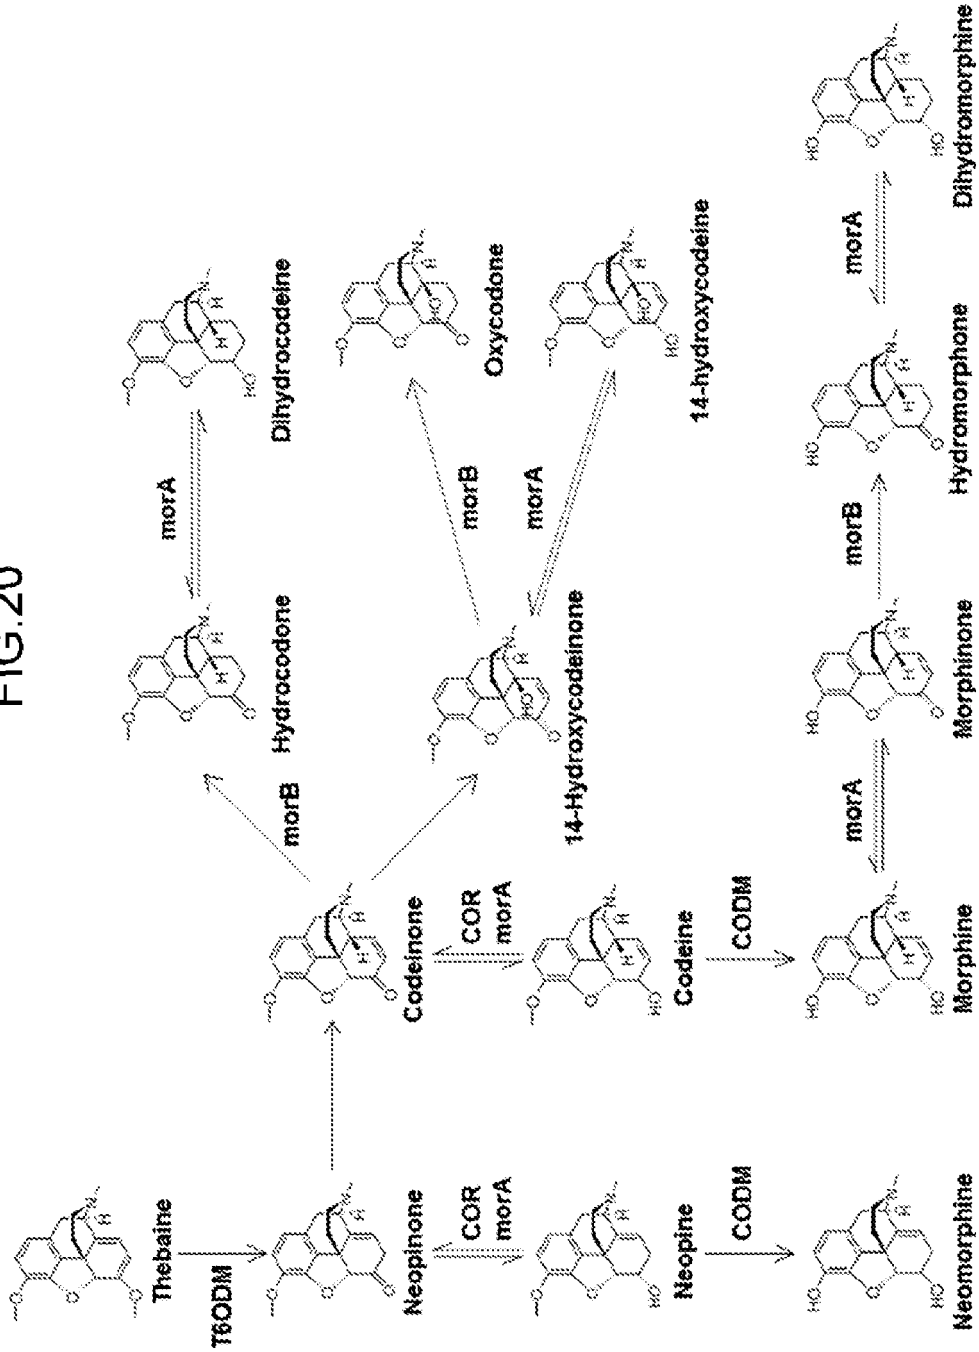 FIG.20
Thebaine
T6ODM
Neopinone
COR
morA
Neopine
CODM
Neomorphine
Codeinone
COR
morA
Codeine
CODM
Morphine
morB
Hydrocodone
morA
Dihydrocodeine
14-Hydroxycodeinone
morB
Oxycodone
morA
14-hydroxycodeine
morA
Morphinone
morB
Hydromorphone
morA
Dihydromorphine